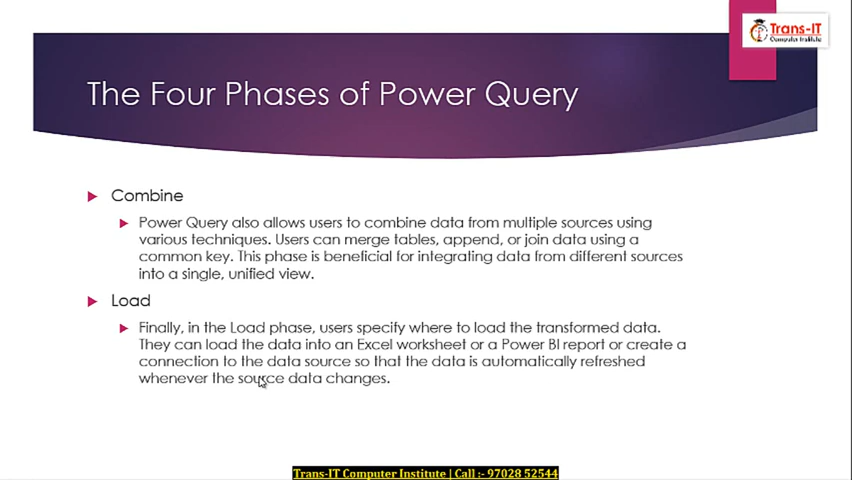 Trans-IT
Computer Institute
The Four Phases of Power Query
Combine
Power Query also allows users to combine data from multiple sources using
various techniques. Users can merge tables, append, or join data using a
common key. This phase is beneficial for integrating data from different sources
into a single, unified view.
Load
Finally, in the Load phase, users specify where to load the transformed data.
They can load the data into an Excel worksheet or a Power BI report or create a
connection to the data source so that the data is automatically refreshed
whenever the source data changes.
Trans-IT Computer Institute | Call :- 97028 52544